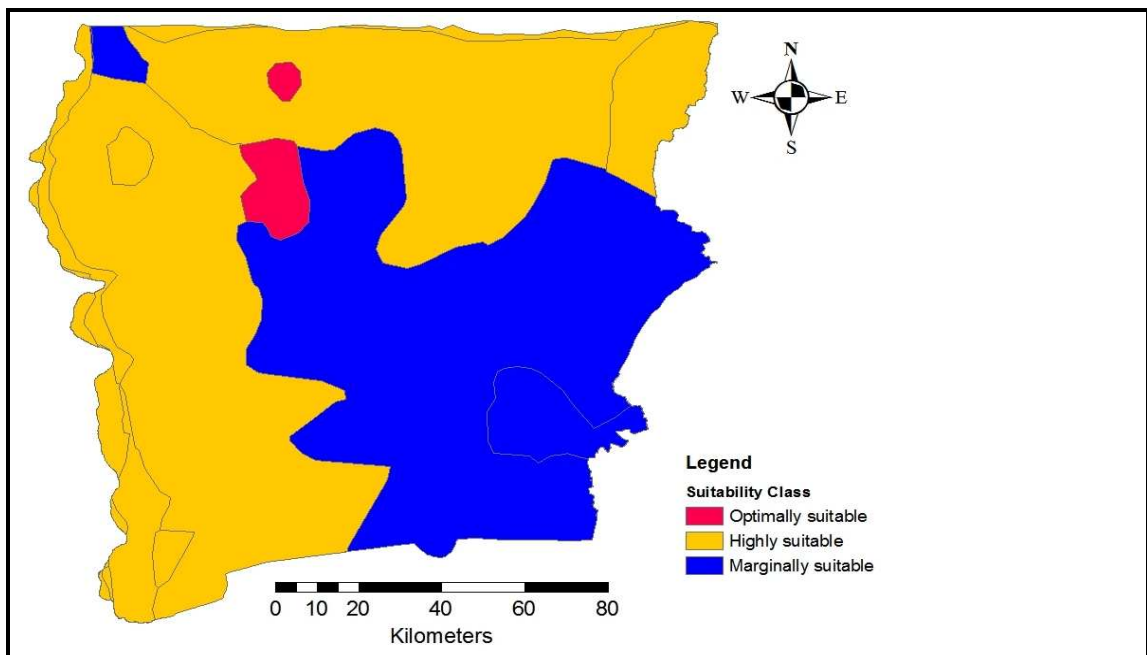 N
W E
S
Legend
Suitability Class
Optimally suitable
Highly suitable
Marginally suitable
0 10 20 40 60 80
Kilometers